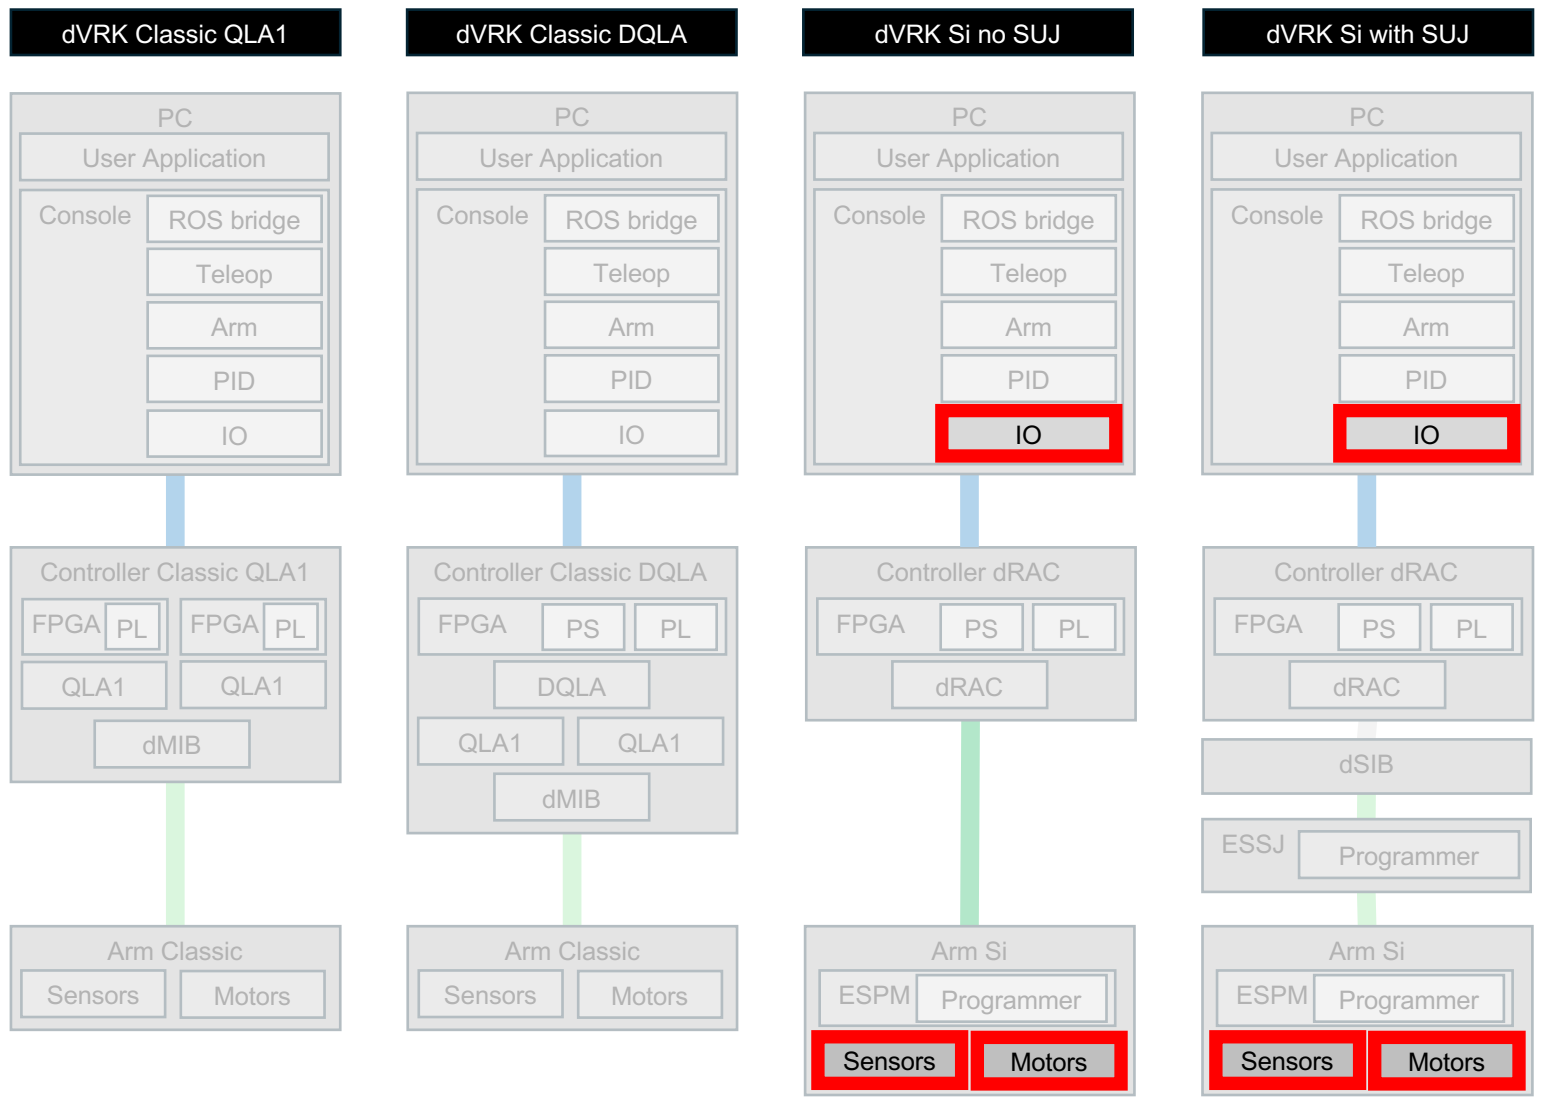 dVRK Classic QLA1
PC
User Application
Console
ROS bridge
Teleop
Arm
PID
IO
Controller Classic QLA1
FPGA
PL
FPGA
PL
QLA1
QLA1
dMIB
Arm Classic
Sensors
Motors
dVRK Classic DQLA
PC
User Application
Console
ROS bridge
Teleop
Arm
PID
IO
Controller Classic DQLA
FPGA
PS
PL
DQLA
QLA1
QLA1
dMIB
Arm Classic
Sensors
Motors
dVRK Si no SUJ
PC
User Application
Console
ROS bridge
Teleop
Arm
PID
IO
Controller dRAC
FPGA
PS
PL
dRAC
Arm Si
ESPM
Programmer
Sensors
Motors
dVRK Si with SUJ
PC
User Application
Console
ROS bridge
Teleop
Arm
PID
IO
Controller dRAC
FPGA
PS
PL
dRAC
dSIB
ESSJ
Programmer
Arm Si
ESPM
Programmer
Sensors
Motors